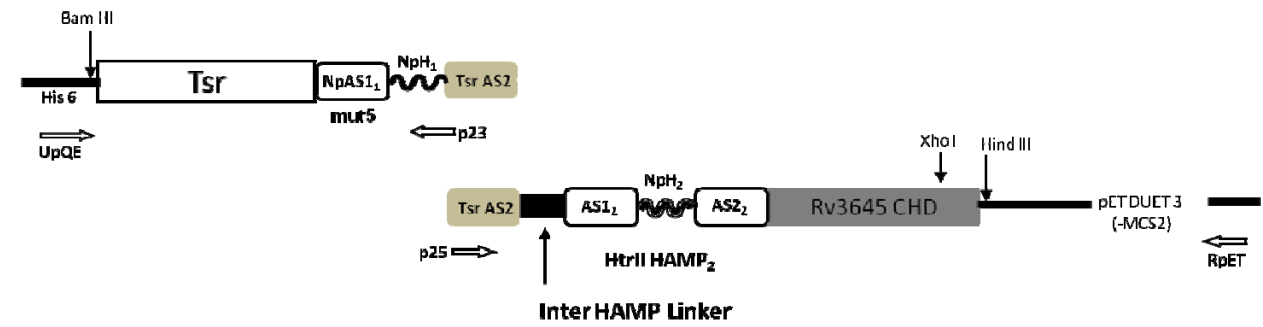 Bam HI
Tsr
NpAS1₁
NpH₁
Tsr AS2
His 6
mut5
UpQE
p23
Xho I
Hind III
NpH₂
Tsr AS2
AS1₂
AS2₂
Rv3645 CHD
pET DUET 3
(-MCS2)
p25
HtrII HAMP₂
RpET
Inter HAMP Linker